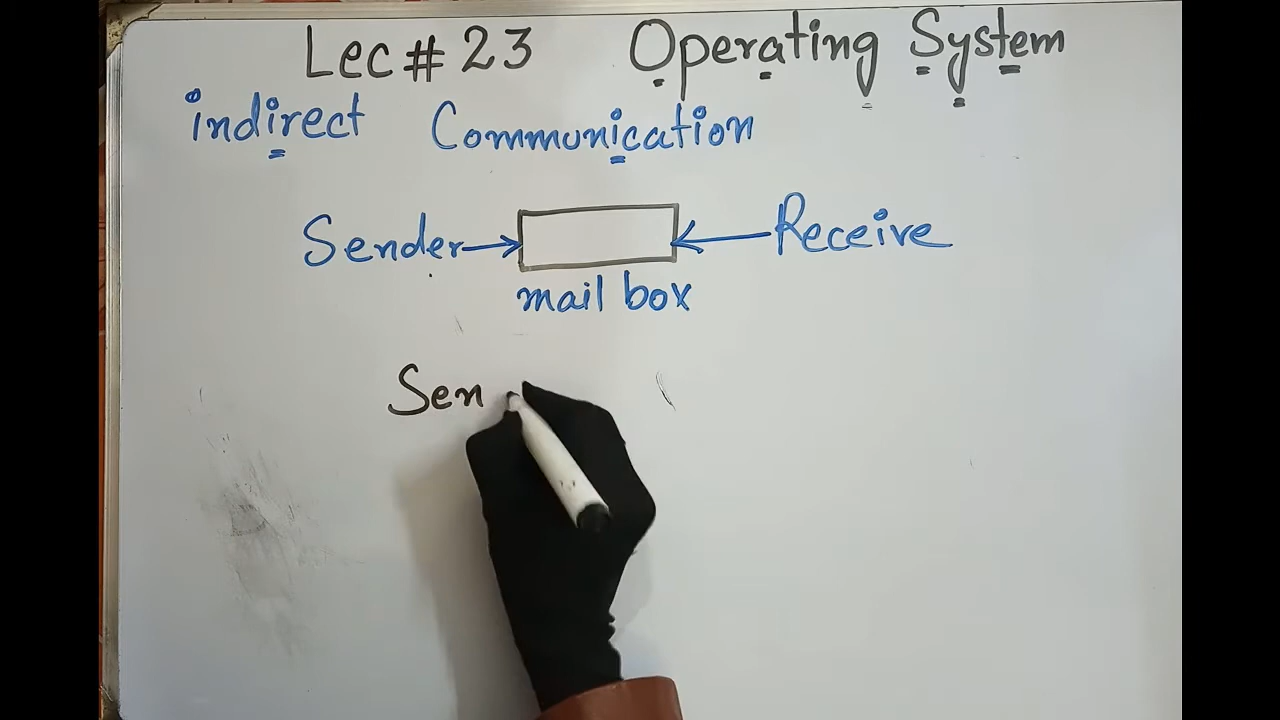 Lec # 23 Operating System
indirect Communication
Sender Receive
mail box
Sen